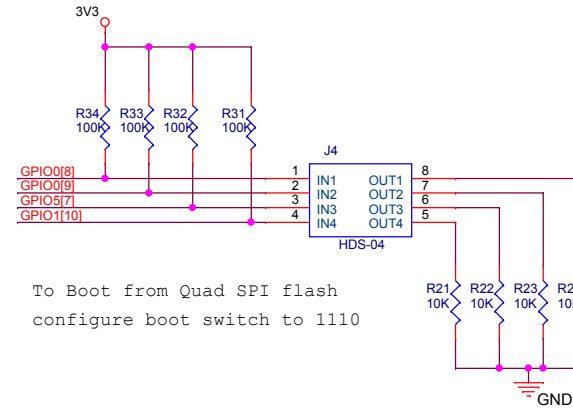 3V3
R34 R33 R32 R31
100K 100K 100K 100K
J4
GPIO0[8] 1 IN1 OUT1 8
GPIO0[9] 2 IN2 OUT2 7
GPIO5[7] 3 IN3 OUT3 6
GPIO1[10] 4 IN4 OUT4 5
HDS-04
To Boot from Quad SPI flash
configure boot switch to 1110
R21 R22 R23
10K 10K 10K
GND